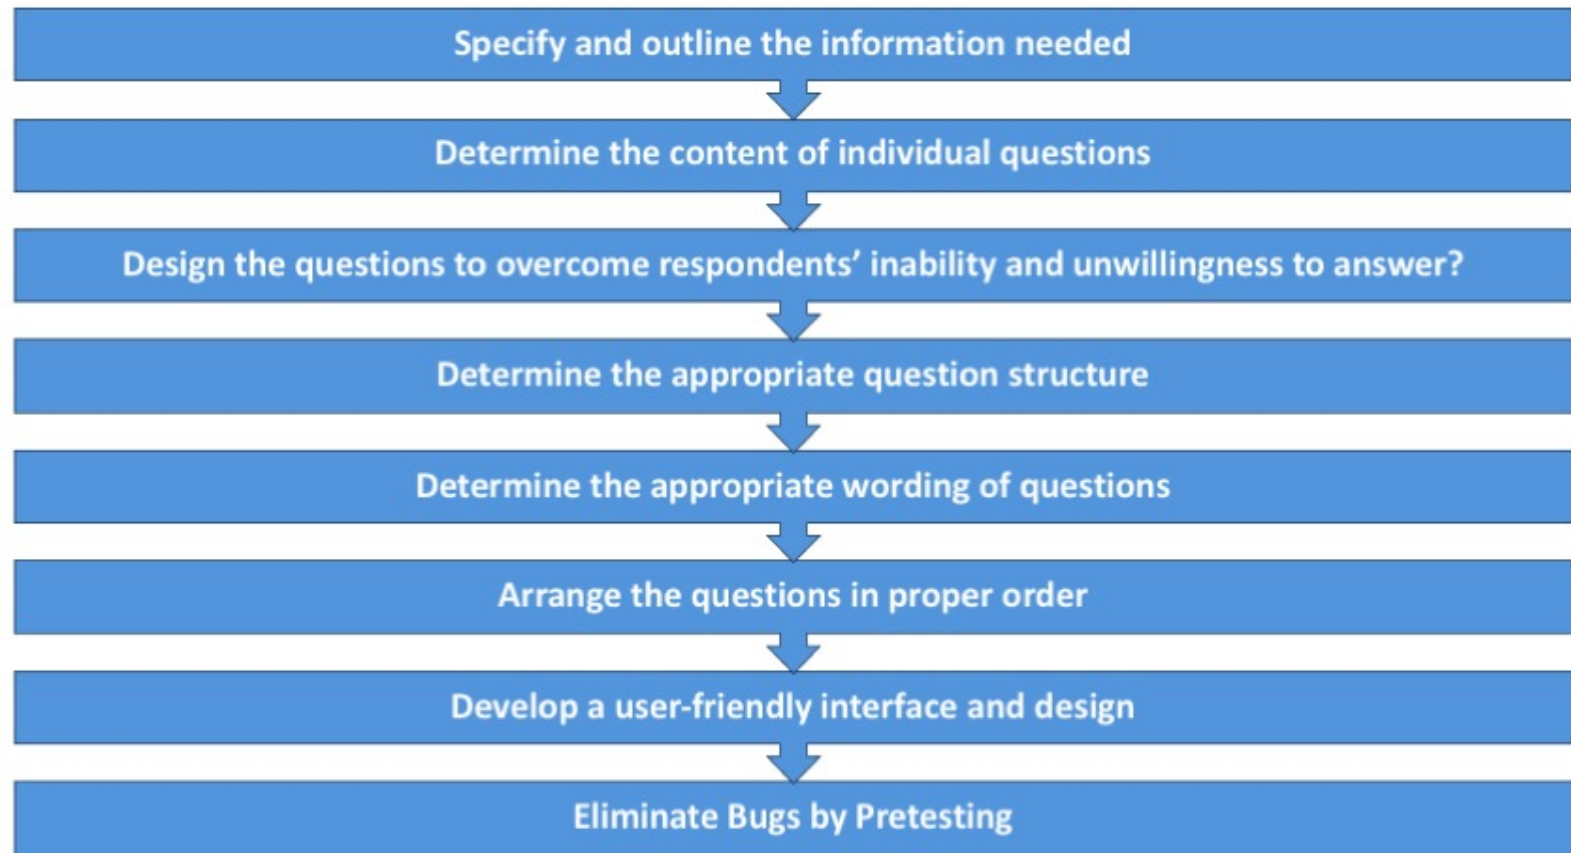 Specify and outline the information needed
Determine the content of individual questions
Design the questions to overcome respondents’ inability and unwillingness to answer?
Determine the appropriate question structure
Determine the appropriate wording of questions
Arrange the questions in proper order
Develop a user-friendly interface and design
Eliminate Bugs by Pretesting